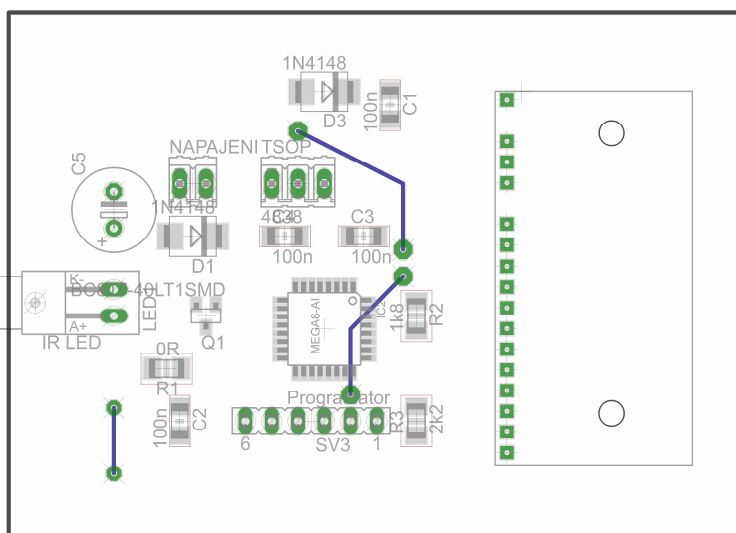 1N4148
D3
100n
C1
NAPAJENI
TSOP
C5
1N4148
D1
C3
100n
100n
+
K-
A+
LED
IR LED
Q1
MEGA8-AI
IC2
1k8
R2
0R
R1
100n
C2
6
SV3
1
R3
2K2